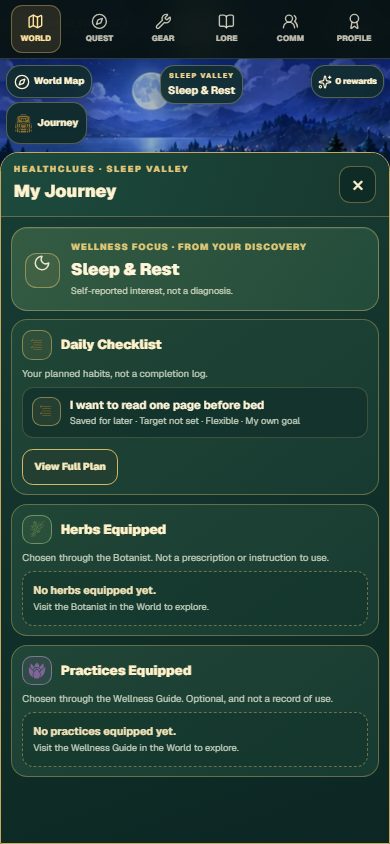 WORLD
QUEST
GEAR
LORE
COMM
PROFILE
World Map
SLEEP VALLEY
Sleep & Rest
0 rewards
Journey
HEALTHCLUES · SLEEP VALLEY
My Journey
WELLNESS FOCUS · FROM YOUR DISCOVERY
Sleep & Rest
Self-reported interest, not a diagnosis.
Daily Checklist
Your planned habits, not a completion log.
I want to read one page before bed
Saved for later · Target not set · Flexible · My own goal
View Full Plan
Herbs Equipped
Chosen through the Botanist. Not a prescription or instruction to use.
No herbs equipped yet.
Visit the Botanist in the World to explore.
Practices Equipped
Chosen through the Wellness Guide. Optional, and not a record of use.
No practices equipped yet.
Visit the Wellness Guide in the World to explore.